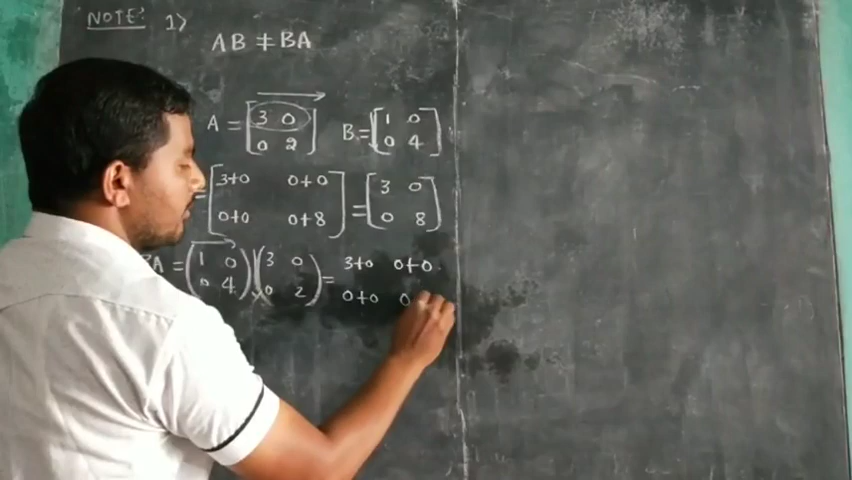 NOTE: 1>
AB ≠ BA
A = [3 0
0 2] B = [1 0
0 4]
= [3+0 0+0
0+0 0+8] = [3 0
0 8]
BA = (1 0
0 4) (3 0
0 2) = 3+0 0+0
0+0 0